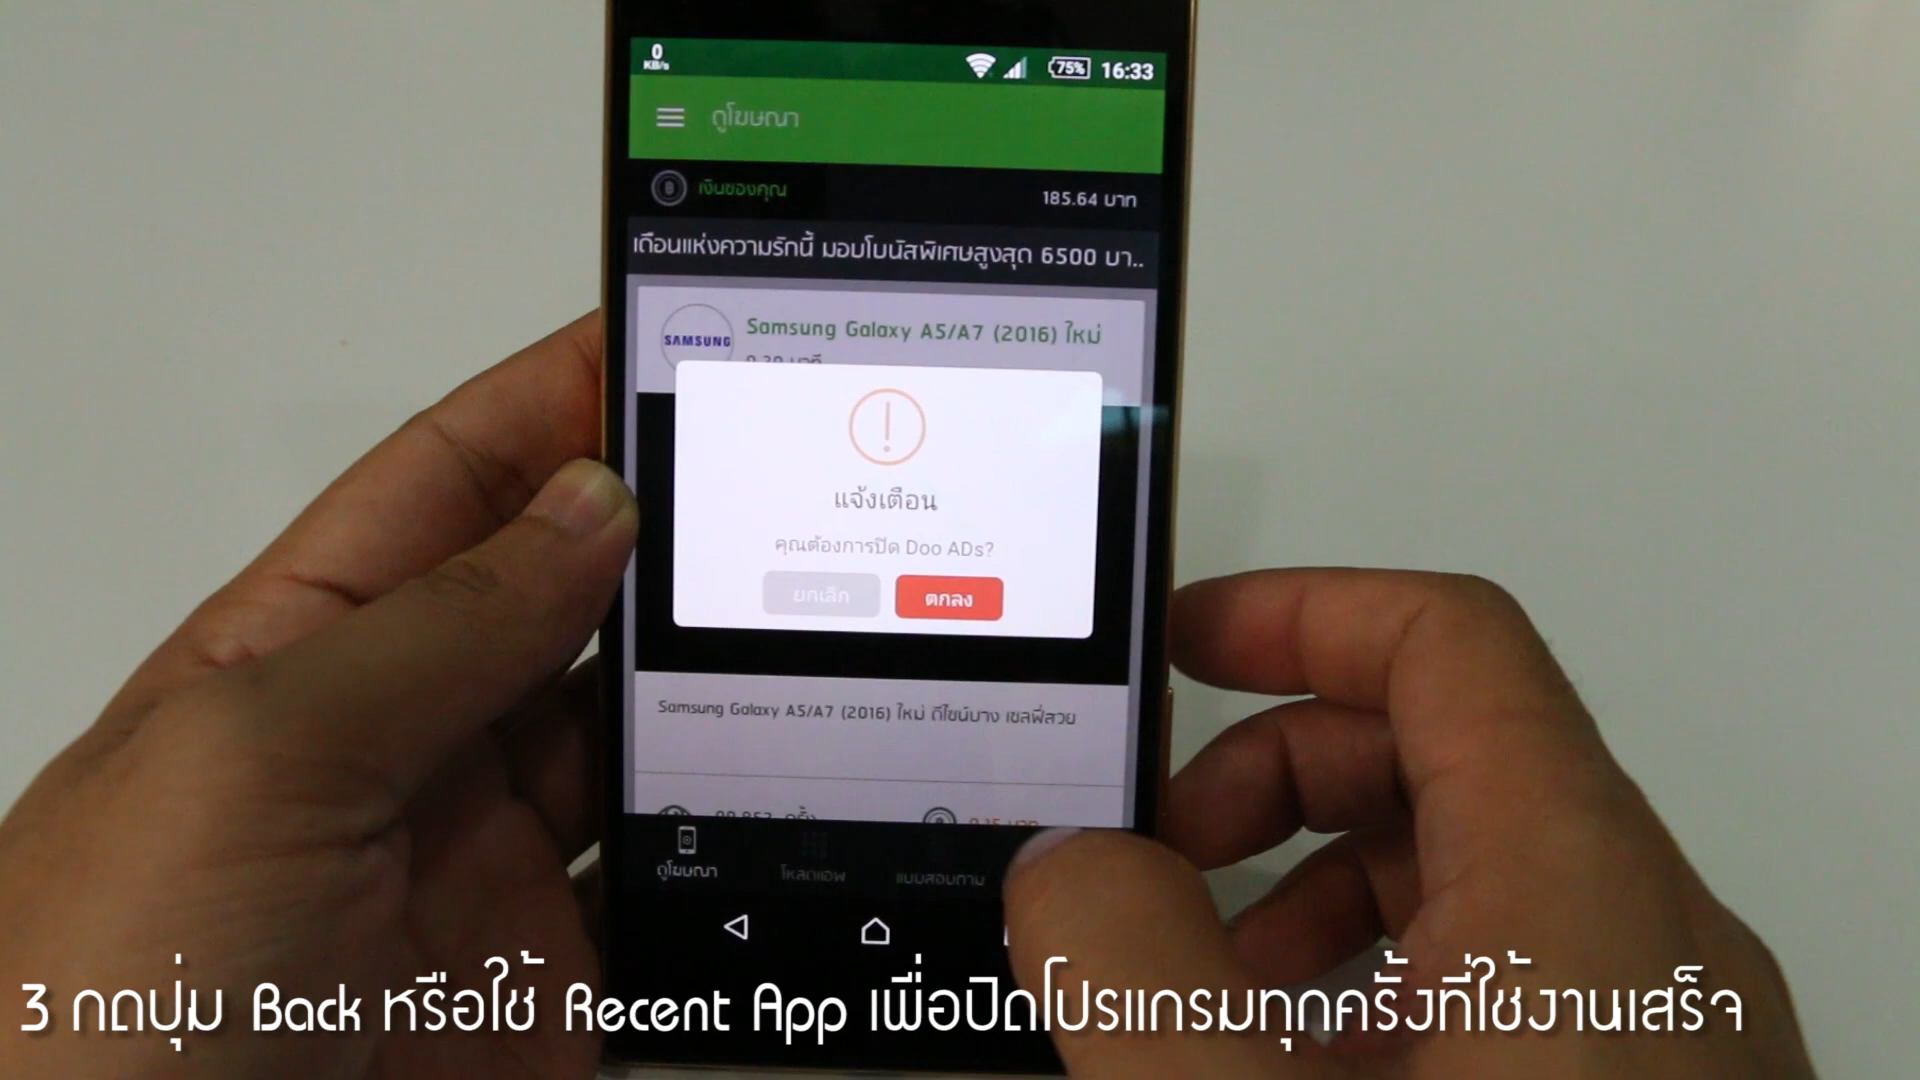 0
KB/s
75% 16:33
ดูโฆษณา
เงินของคุณ 185.64 บาท
เดือนแห่งความรักนี้ มอบโบนัสพิเศษสูงสุด 6500 บา..
SAMSUNG
Samsung Galaxy A5/A7 (2016) ใหม่
แจ้งเตือน
คุณต้องการปิด Doo ADs?
ยกเลิก ตกลง
Samsung Galaxy A5/A7 (2016) ใหม่ ดีไซน์บาง เซลฟี่สวย
ครั้ง
ดูโฆษณา โหลดแอพ แบบสอบถาม
3 กดปุ่ม Back หรือใช้ Recent App เพื่อปิดโปรแกรมทุกครั้งที่ใช้งานเสร็จ